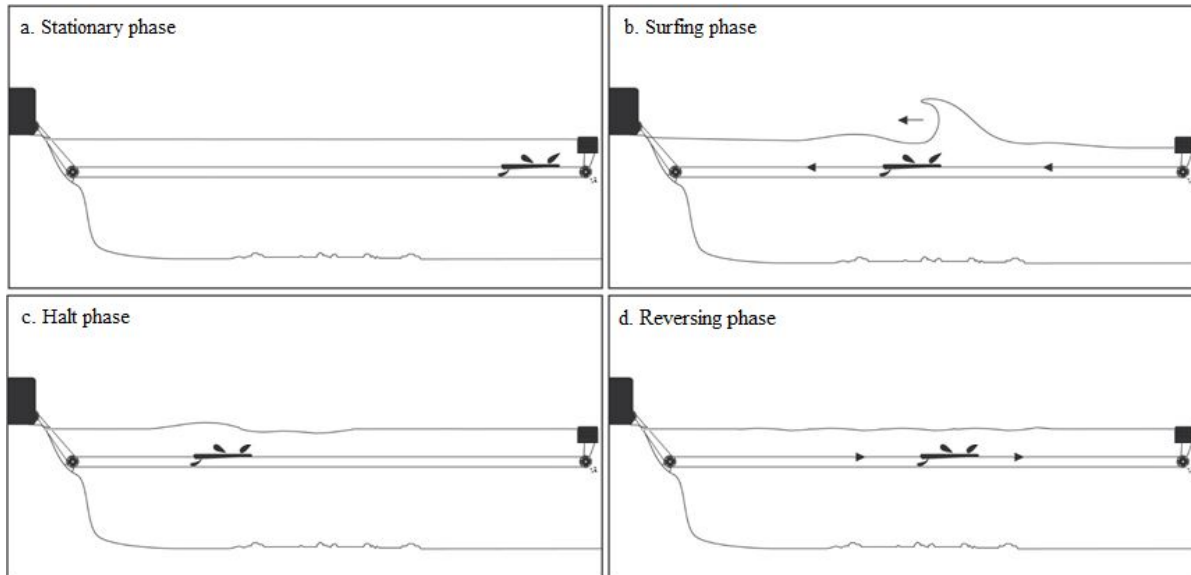 a. Stationary phase
b. Surfing phase
c. Halt phase
d. Reversing phase